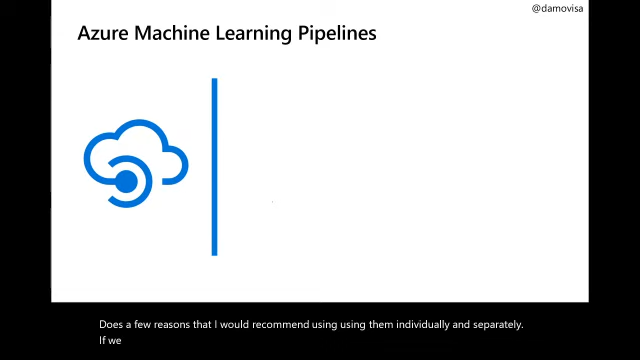 @damovisa
Azure Machine Learning Pipelines
Does a few reasons that I would recommend using using them individually and separately.
If we